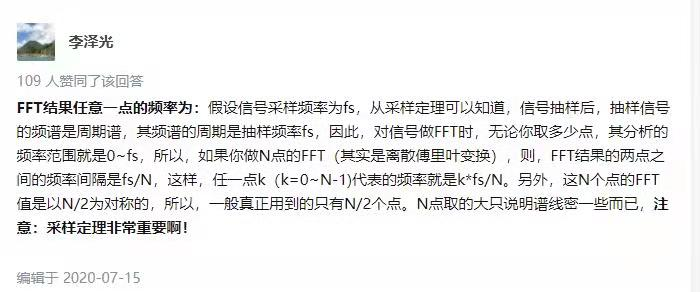 李泽光
109 人赞同了该回答
FFT结果任意一点的频率为：假设信号采样频率为fs，从采样定理可以知道，信号抽样后，抽样信号
的频谱是周期谱，其频谱的周期是抽样频率fs，因此，对信号做FFT时，无论你取多少点，其分析的
频率范围就是0~fs，所以，如果你做N点的FFT（其实是离散傅里叶变换），则，FFT结果的两点之
间的频率间隔是fs/N，这样，任一点k（k=0~N-1)代表的频率就是k*fs/N。另外，这N个点的FFT
值是以N/2为对称的，所以，一般真正用到的只有N/2个点。N点取的大只说明谱线密一些而已，注
意：采样定理非常重要啊！
编辑于 2020-07-15